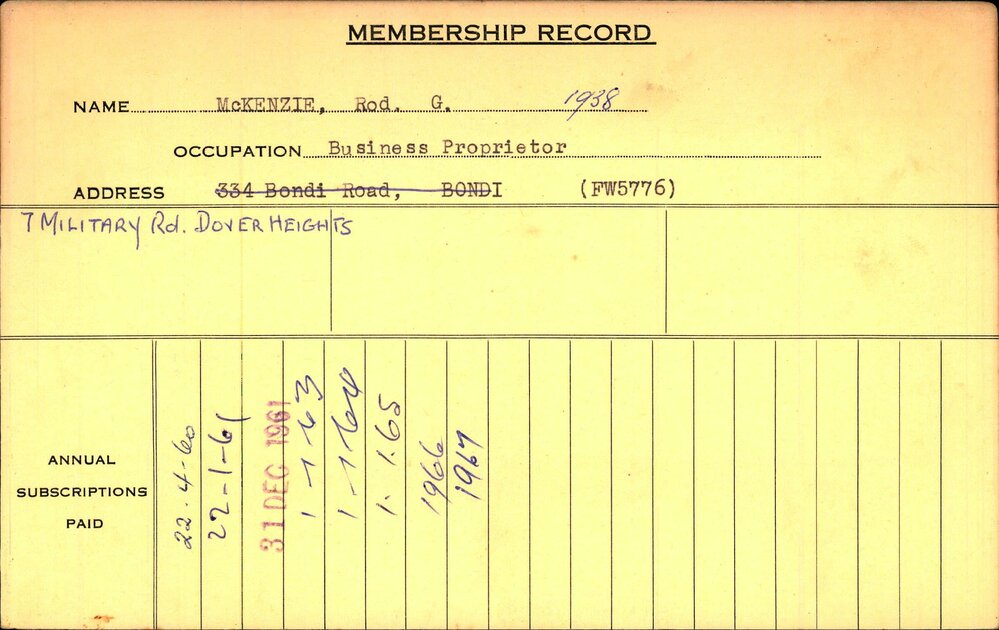 MEMBERSHIP RECORD
NAME McKENZIE, Rod. G. 1938
OCCUPATION Business Proprietor
ADDRESS 334 Bondi Road, BONDI (FW5776)
7 MILITARY Rd. DOVER HEIGHTS
ANNUAL
SUBSCRIPTIONS
PAID
22-4-60
22-1-61
31 DEC 1961
1-1-63
1-1-64
1.1.65
1966
1967